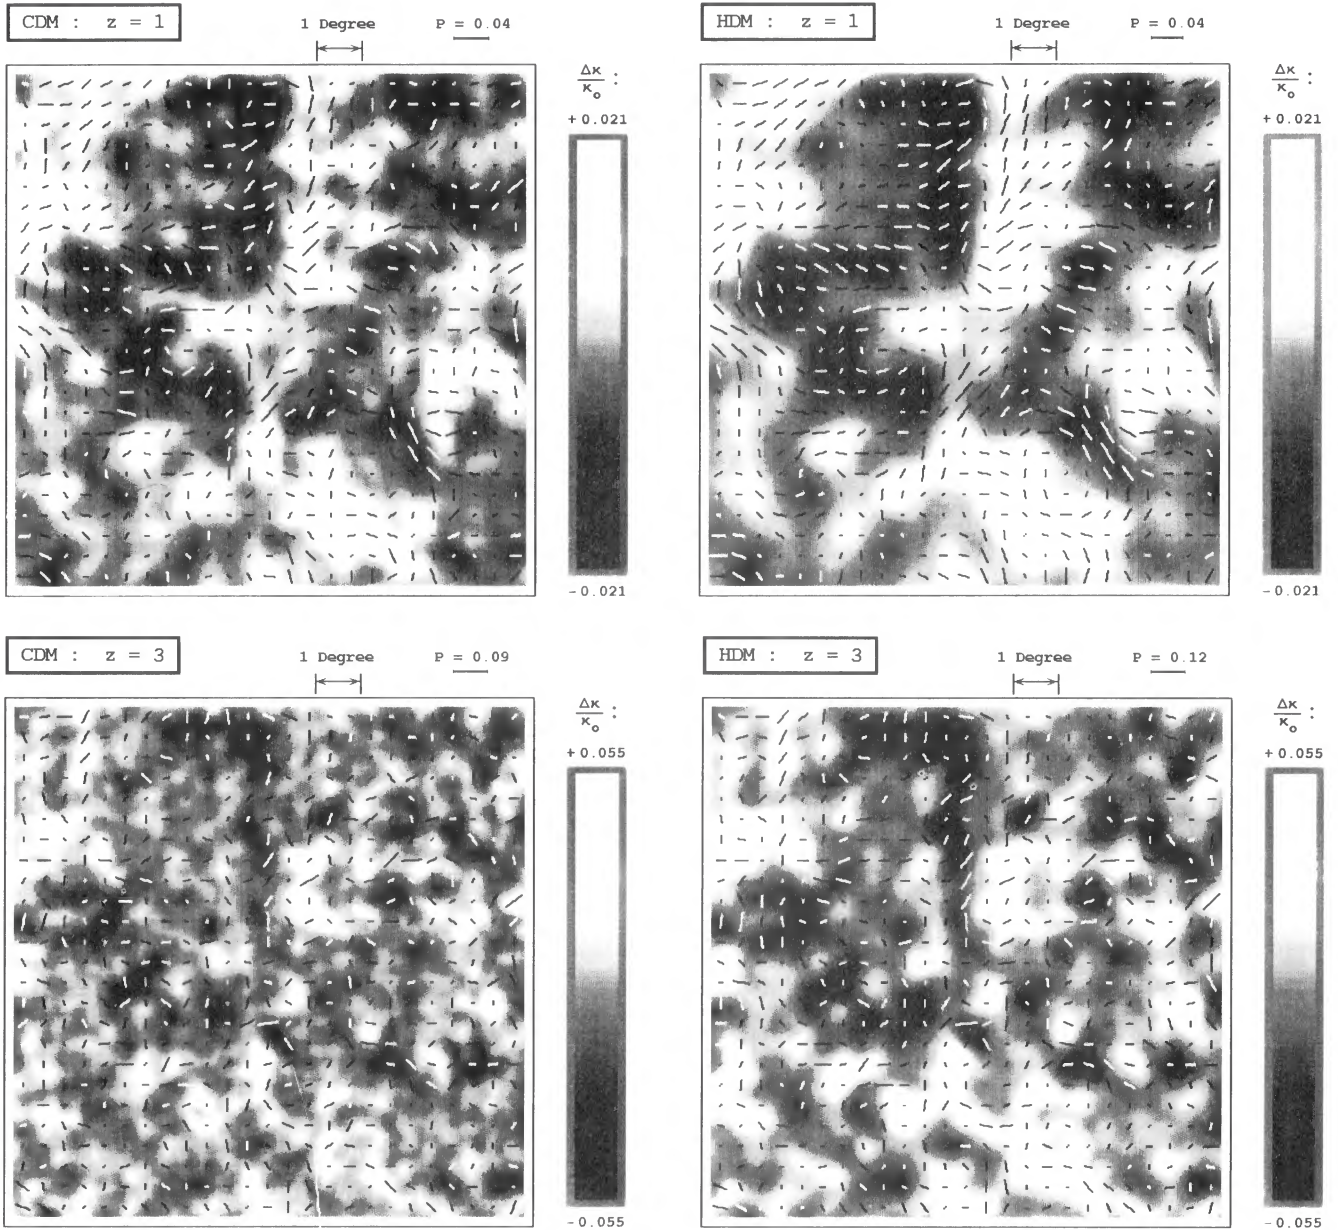 CDM : z = 1
1 Degree
P = 0.04
Δκ
κo :
+0.021
-0.021
HDM : z = 1
1 Degree
P = 0.04
Δκ
κo :
+0.021
-0.021
CDM : z = 3
1 Degree
P = 0.09
Δκ
κo :
+0.055
-0.055
HDM : z = 3
1 Degree
P = 0.12
Δκ
κo :
+0.055
-0.055